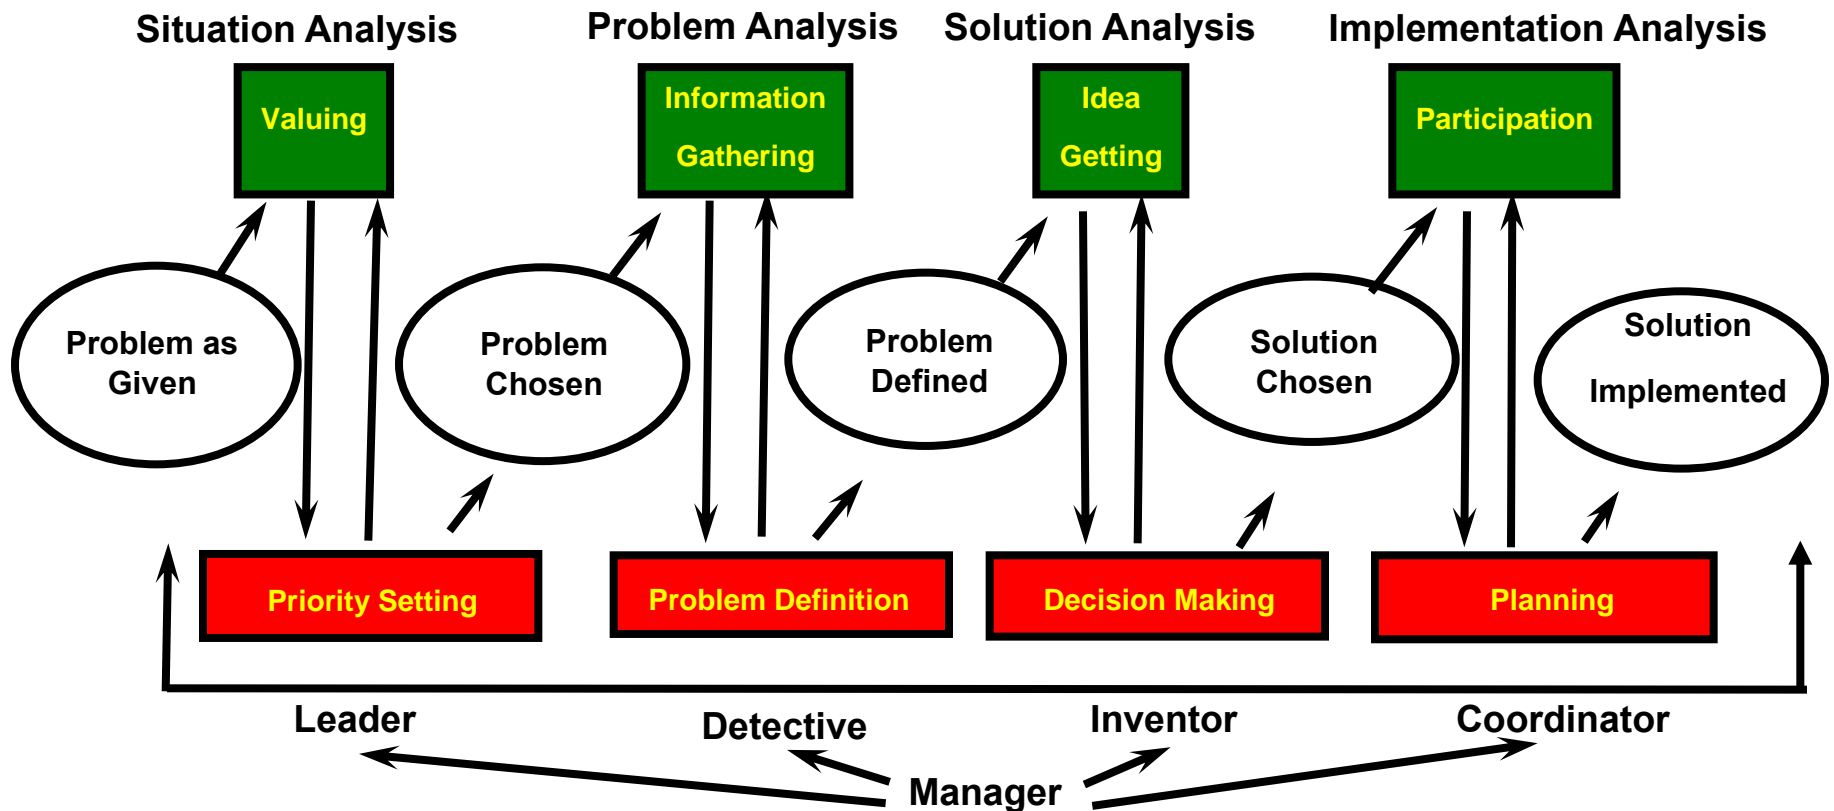 Situation Analysis
Problem Analysis
Solution Analysis
Implementation Analysis
Valuing
Information
Gathering
Idea
Getting
Participation
Problem as
Given
Problem
Chosen
Problem
Defined
Solution
Chosen
Solution
Implemented
Priority Setting
Problem Definition
Decision Making
Planning
Leader
Detective
Inventor
Coordinator
Manager